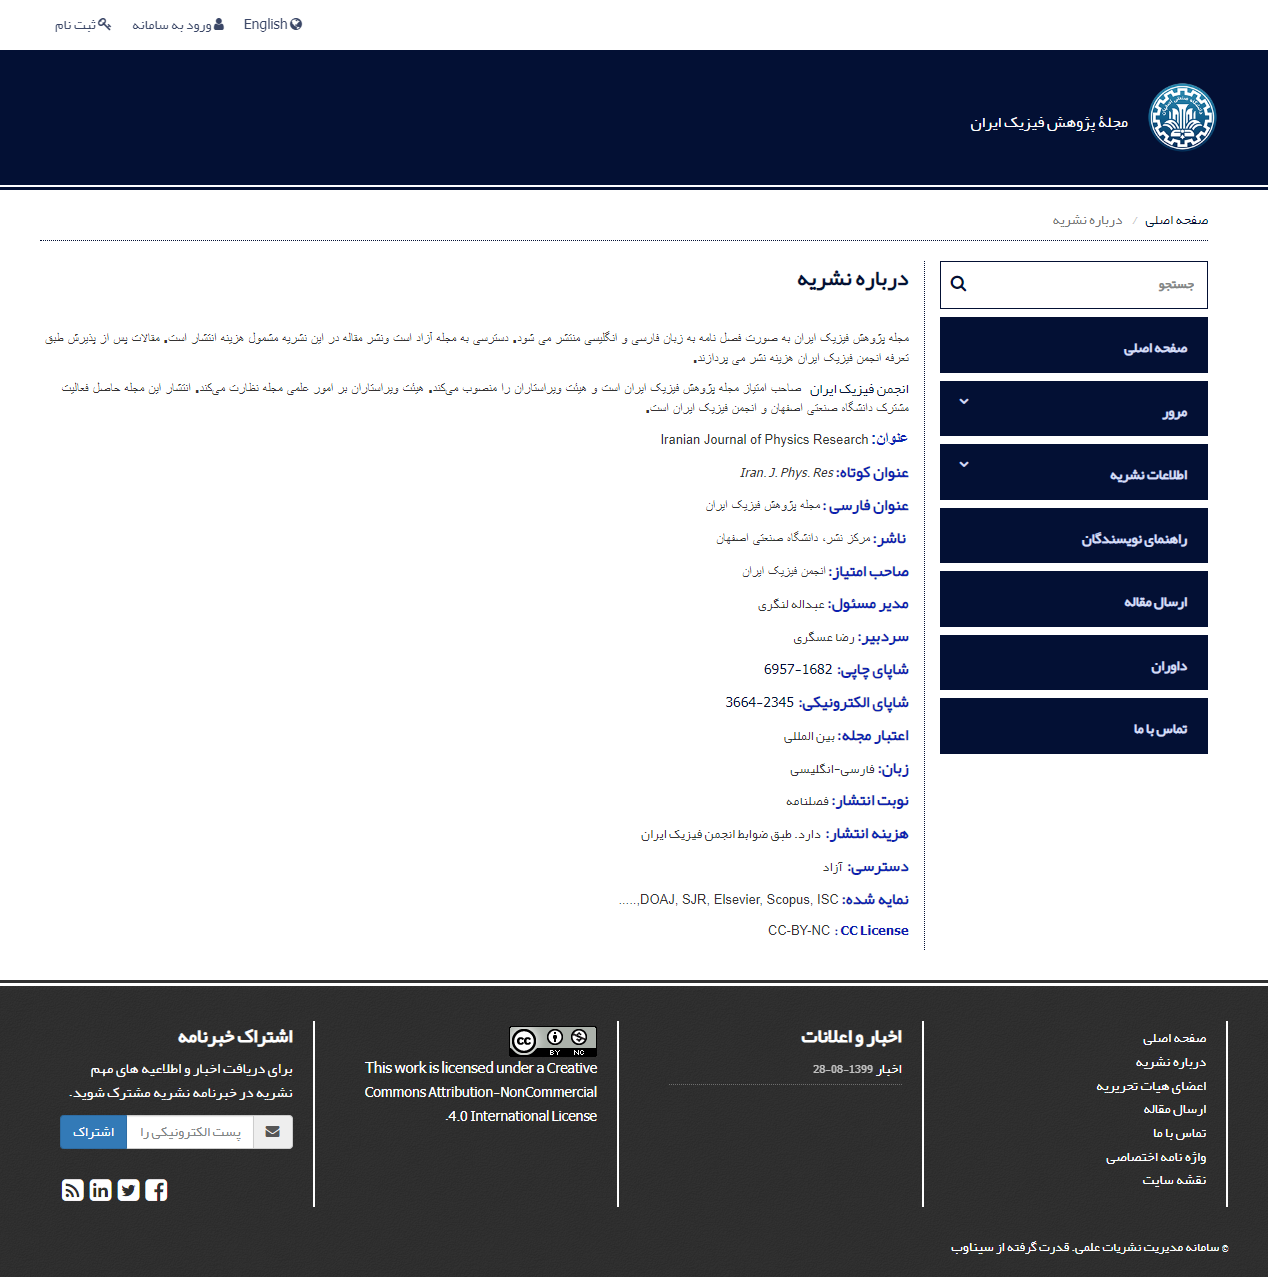 English
ورود به سامانه
ثبت نام
مجلهٔ پژوهش فیزیک ایران
صفحه اصلی / درباره نشریه
جستجو
صفحه اصلی
مرور
اطلاعات نشریه
راهنمای نویسندگان
ارسال مقاله
داوران
تماس با ما
درباره نشریه
مجله پژوهش فیزیک ایران به صورت فصل نامه به زبان فارسی و انگلیسی منتشر می شود. دسترسی به مجله آزاد است ونشر مقاله در این نشریه مشمول هزینه انتشار است. مقالات پس از پذیرش طبق
تعرفه انجمن فیزیک ایران هزینه نشر می پردازند.
انجمن فیزیک ایران صاحب امتیاز مجله پژوهش فیزیک ایران است و هیئت ویراستاران را منصوب می‌کند. هیئت ویراستاران بر امور علمی مجله نظارت می‌کند. انتشار این مجله حاصل فعالیت
مشترک دانشگاه صنعتی اصفهان و انجمن فیزیک ایران است.
عنوان: Iranian Journal of Physics Research
عنوان کوتاه: Iran. J. Phys. Res
عنوان فارسی : مجله پژوهش فیزیک ایران
ناشر: مرکز نشر، دانشگاه صنعتی اصفهان
صاحب امتیاز: انجمن فیزیک ایران
مدیر مسئول: عیداله لنگری
سردبیر: رضا عسگری
شاپای چاپی: 1682-6957
شاپای الکترونیکی: 2345-3664
اعتبار مجله: بین المللی
زبان: فارسی-انگلیسی
نوبت انتشار: فصلنامه
هزینه انتشار: دارد. طبق ضوابط انجمن فیزیک ایران
دسترسی: آزاد
نمایه شده: DOAJ, SJR, Elsevier, Scopus, ISC,.....
CC License : CC-BY-NC
صفحه اصلی
درباره نشریه
اعضای هیات تحریریه
ارسال مقاله
تماس با ما
واژه نامه اختصاصی
نقشه سایت
اخبار و اعلانات
اخبار 1399-08-28
cc BY NC
This work is licensed under a Creative
Commons Attribution-NonCommercial
4.0 International License.
اشتراک خبرنامه
برای دریافت اخبار و اطلاعیه های مهم
نشریه در خبرنامه نشریه مشترک شوید.
پست الکترونیکی را
اشتراک
© سامانه مدیریت نشریات علمی. قدرت گرفته از سیناوب